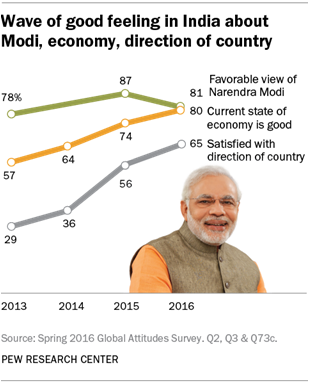 Wave of good feeling in India about
Modi, economy, direction of country
Favorable view of
Narendra Modi
78%
87
81
Current state of
economy is good
57
64
74
80
Satisfied with
direction of country
29
36
56
65
2013
2014
2015
2016
Source: Spring 2016 Global Attitudes Survey. Q2, Q3 & Q73c.
PEW RESEARCH CENTER